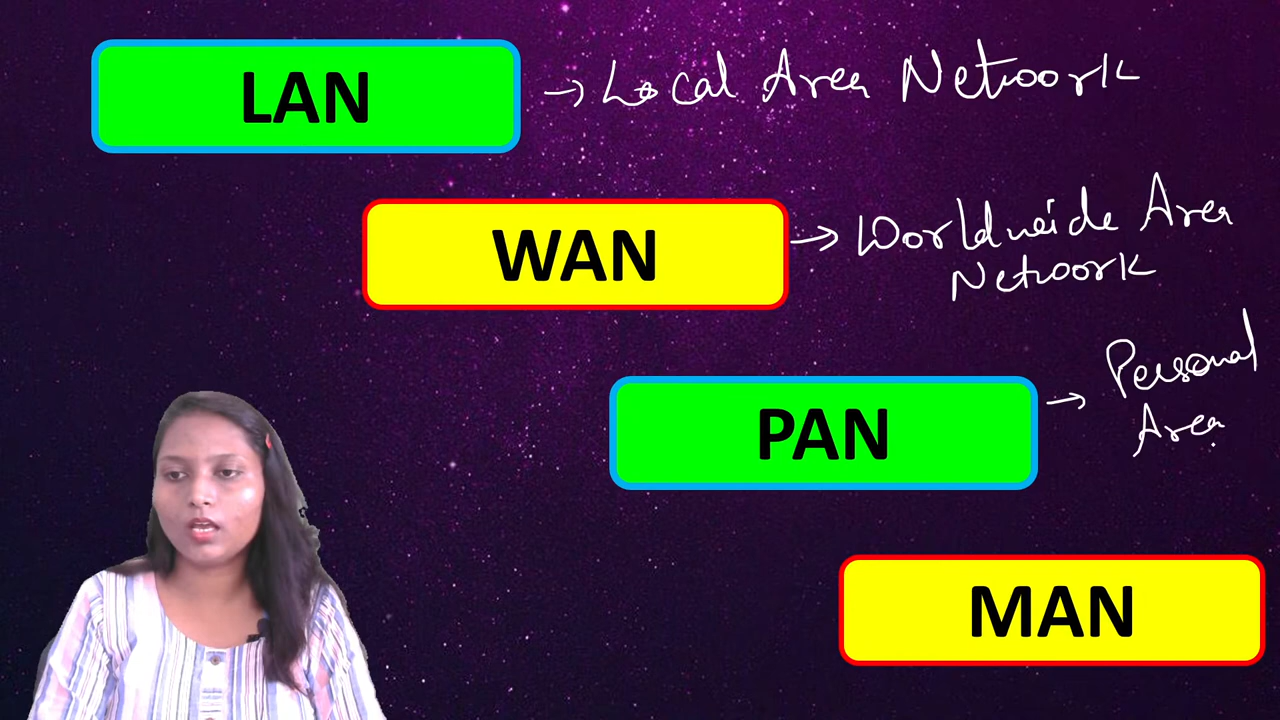 LAN
→ Local Area Network
WAN
→ Worldwide Area
Network
PAN
→ Personal
Area
MAN